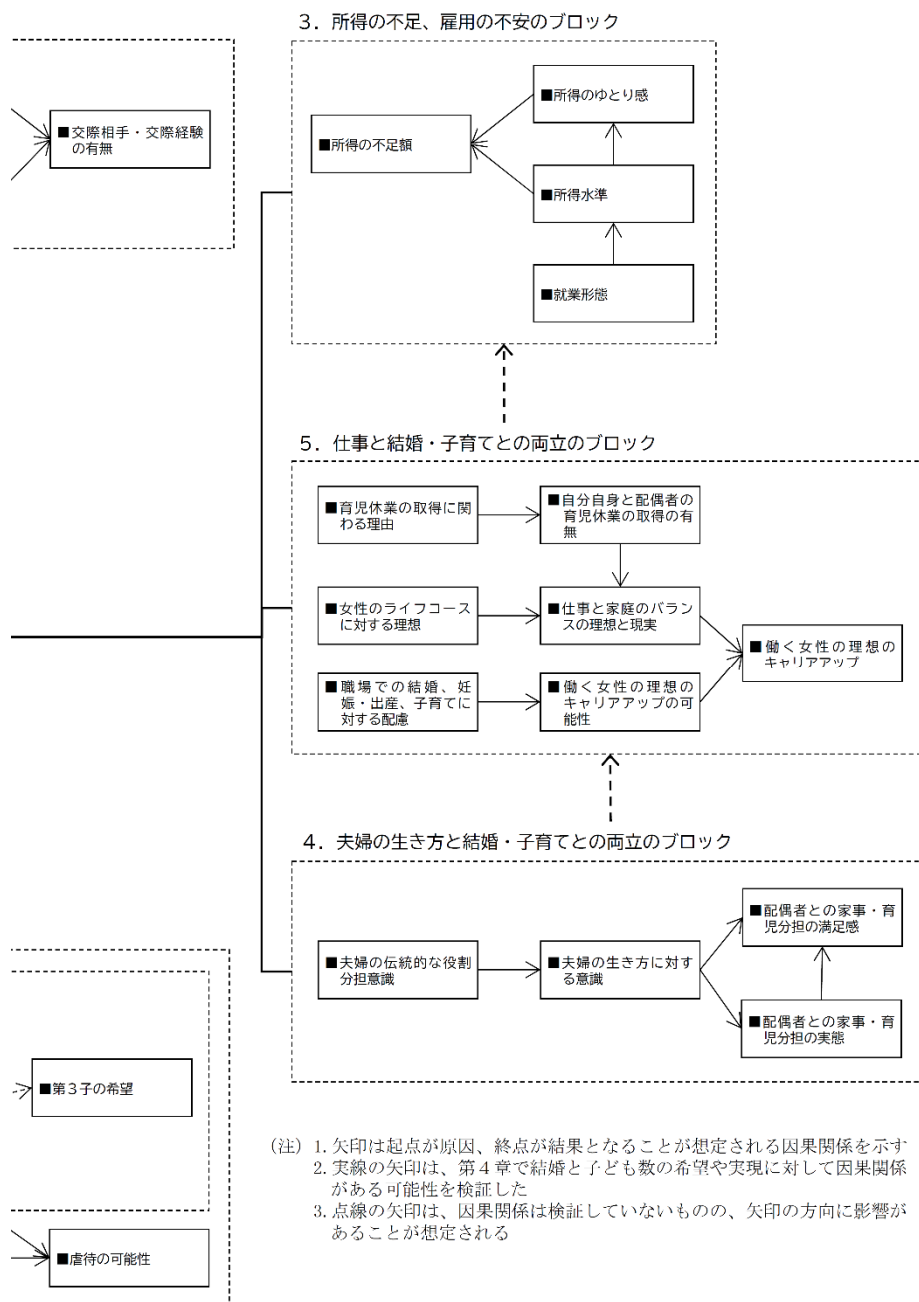 3．所得の不足、雇用の不安のブロック
■交際相手・交際経験
の有無
■所得の不足額
■所得のゆとり感
■所得水準
■就業形態
5．仕事と結婚・子育てとの両立のブロック
■育児休業の取得に関
わる理由
■自分自身と配偶者の
育児休業の取得の有
無
■女性のライフコース
に対する理想
■仕事と家庭のバラン
スの理想と現実
■働く女性の理想の
キャリアアップ
■職場での結婚、妊
娠・出産、子育てに
対する配慮
■働く女性の理想の
キャリアアップの可
能性
4．夫婦の生き方と結婚・子育てとの両立のブロック
■夫婦の伝統的な役割
分担意識
■夫婦の生き方に対す
る意識
■配偶者との家事・育
児分担の満足感
■配偶者との家事・育
児分担の実態
■第３子の希望
■虐待の可能性
（注）1. 矢印は起点が原因、終点が結果となることが想定される因果関係を示す
2. 実線の矢印は、第４章で結婚と子ども数の希望や実現に対して因果関係
がある可能性を検証した
3. 点線の矢印は、因果関係は検証していないものの、矢印の方向に影響が
あることが想定される